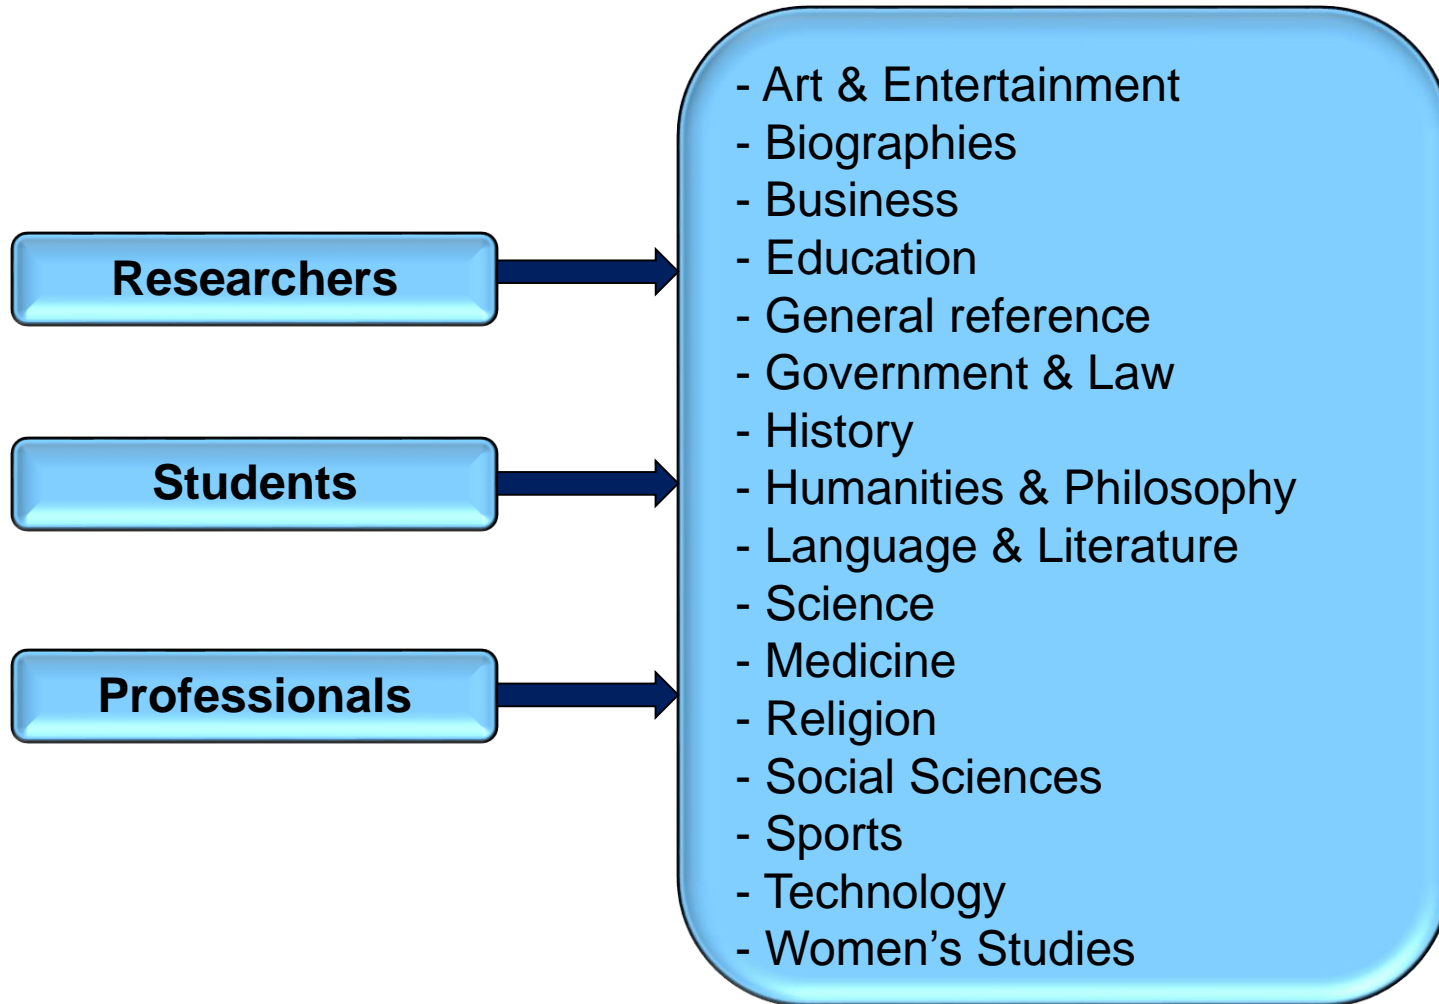 Researchers
Students
Professionals
- Art & Entertainment
- Biographies
- Business
- Education
- General reference
- Government & Law
- History
- Humanities & Philosophy
- Language & Literature
- Science
- Medicine
- Religion
- Social Sciences
- Sports
- Technology
- Women’s Studies